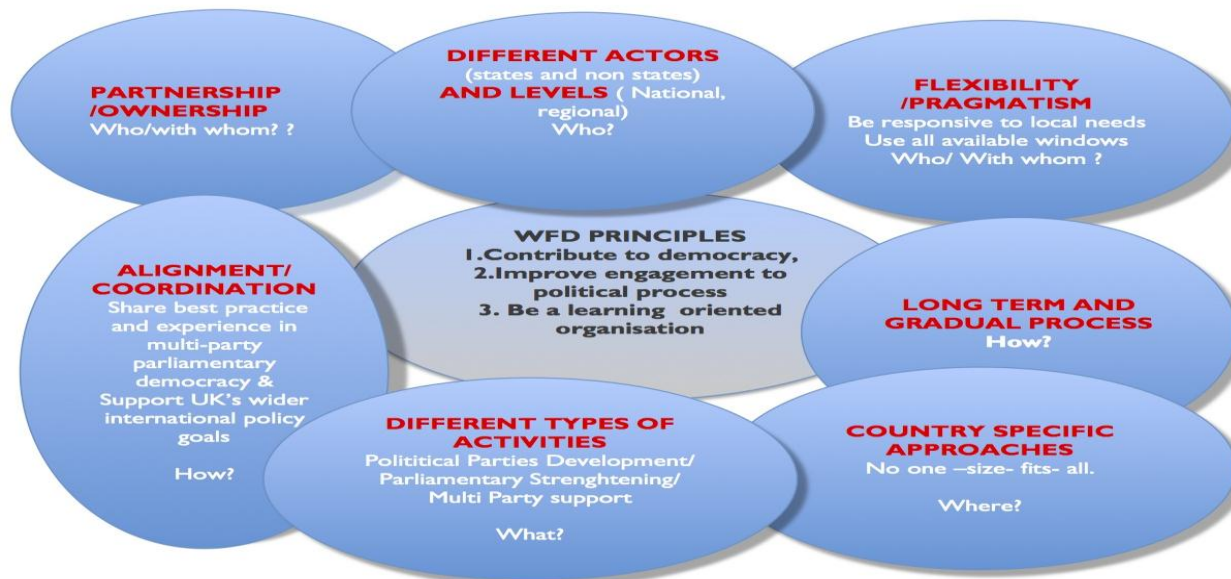 PARTNERSHIP
/OWNERSHIP
Who/with whom? ?
DIFFERENT ACTORS
(states and non states)
AND LEVELS ( National,
regional)
Who?
FLEXIBILITY
/PRAGMATISM
Be responsive to local needs
Use all available windows
Who/ With whom ?
WFD PRINCIPLES
1.Contribute to democracy,
2.Improve engagement to
political process
3. Be a learning oriented
organisation
ALIGNMENT/
COORDINATION
Share best practice
and experience in
multi-party
parliamentary
democracy &
Support UK's wider
international policy
goals
How?
LONG TERM AND
GRADUAL PROCESS
How?
DIFFERENT TYPES OF
ACTIVITIES
Polititical Parties Development/
Parliamentary Strenghtening/
Multi Party support
What?
COUNTRY SPECIFIC
APPROACHES
No one –size- fits- all.
Where?